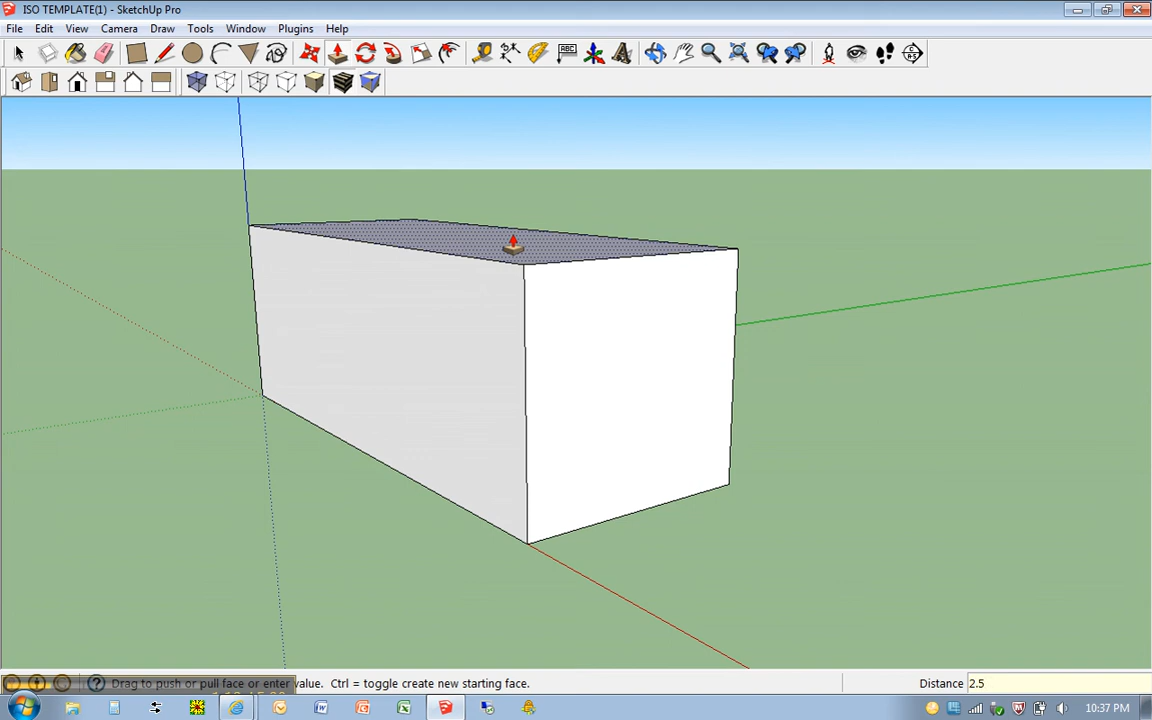 ISO TEMPLATE(1) - SketchUp Pro
File Edit View Camera Draw Tools Window Plugins Help
ABC
Drag to push or pull face or enter value. Ctrl = toggle create new starting face. Distance 2.5
10:37 PM